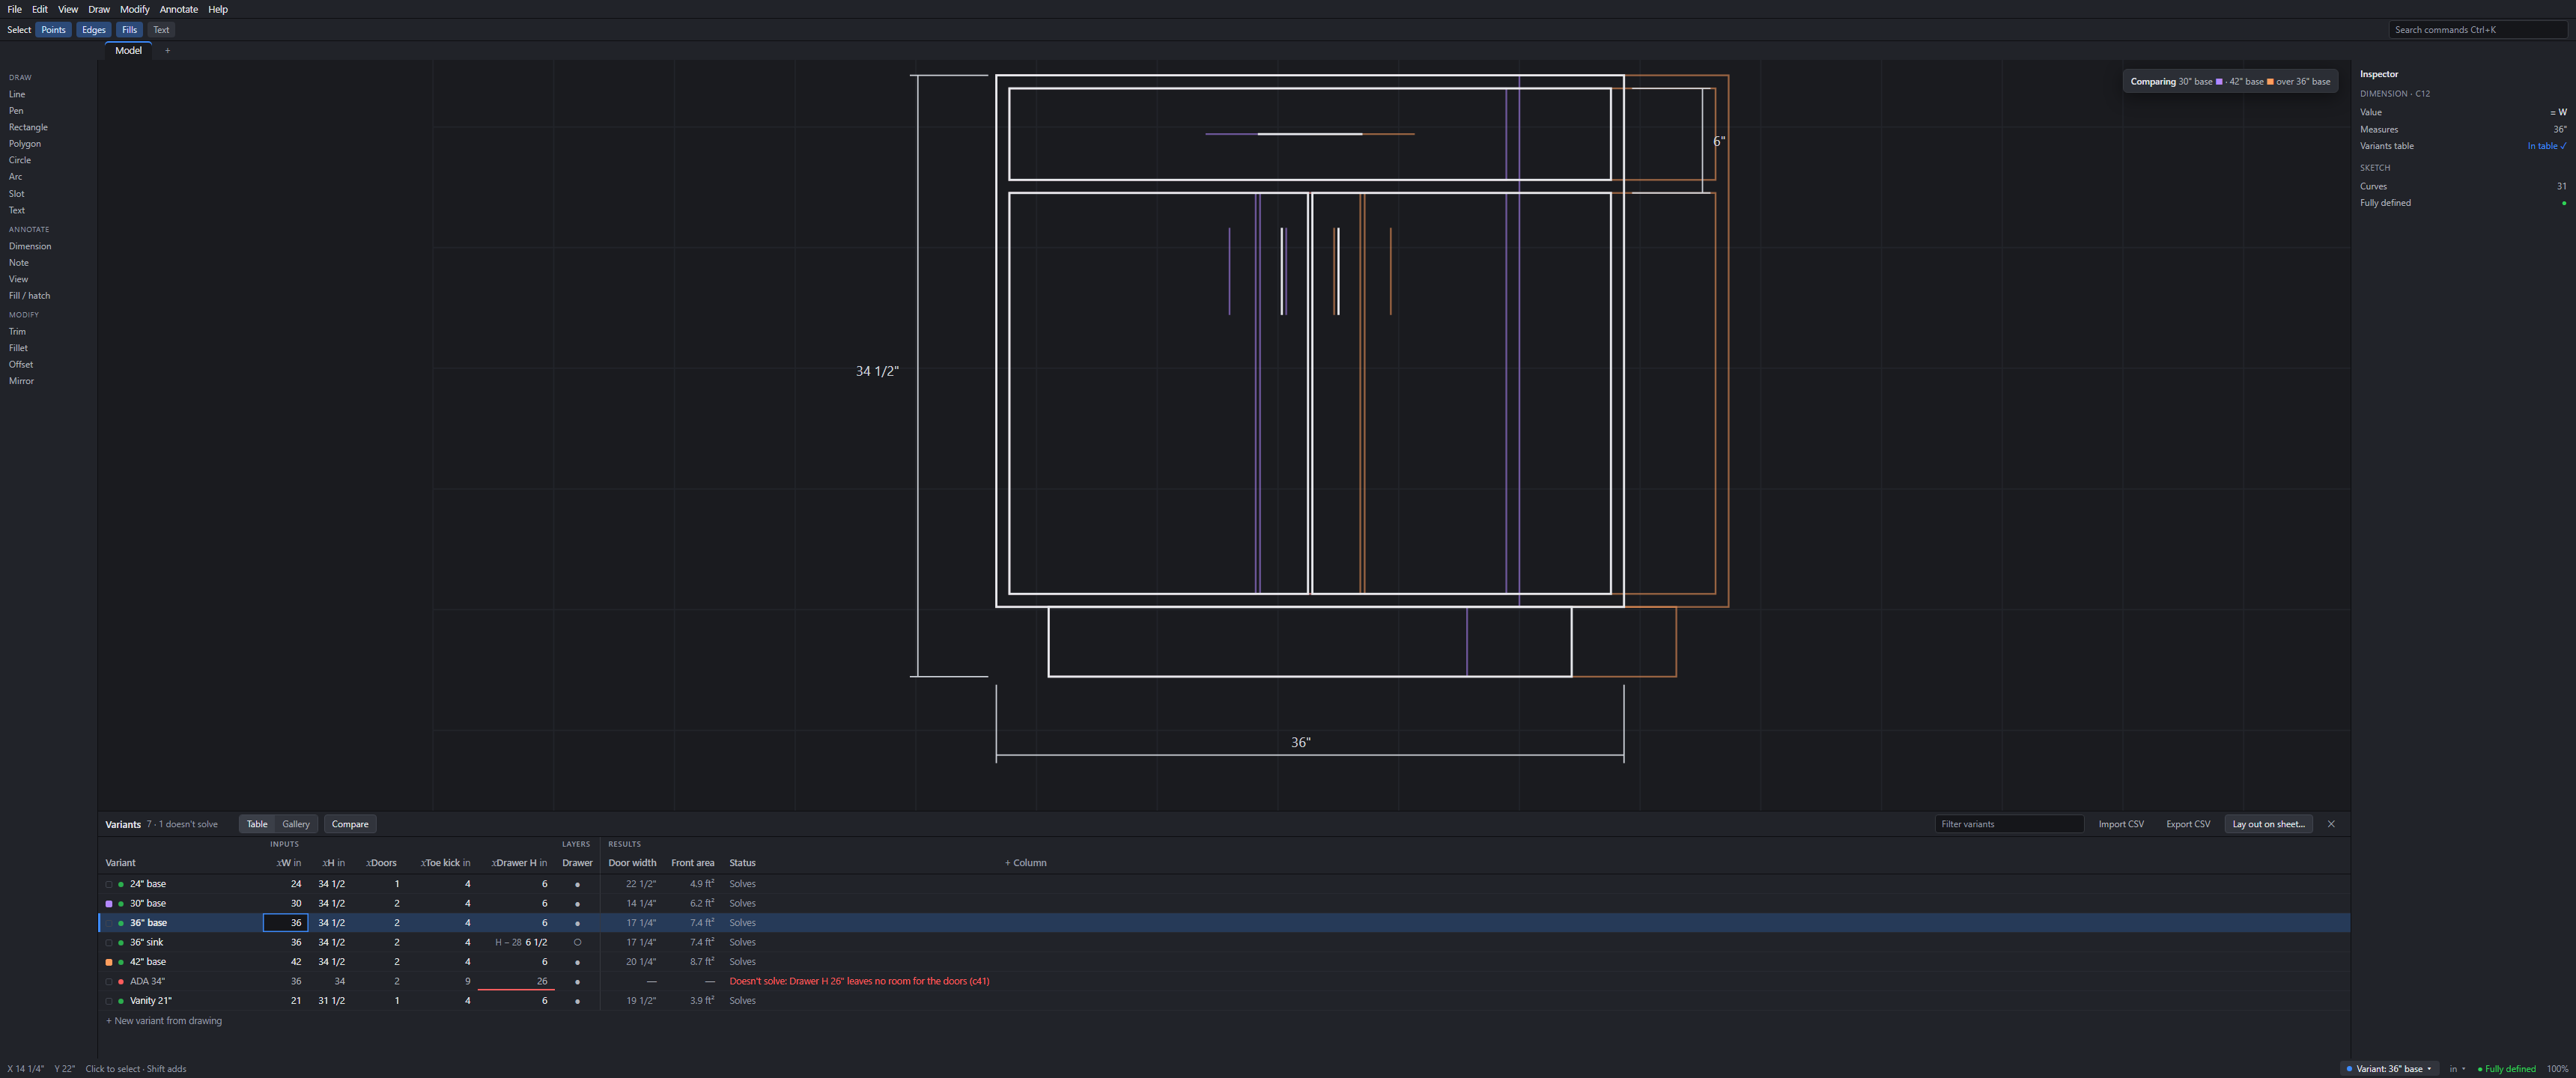 File Edit View Draw Modify Annotate Help
Select Points Edges Fills Text
Search commands Ctrl+K
Model +
DRAW
Line
Pen
Rectangle
Polygon
Circle
Arc
Slot
Text
ANNOTATE
Dimension
Note
View
Fill / hatch
MODIFY
Trim
Fillet
Offset
Mirror
6"
34 1/2"
36"
Comparing 30" base · 42" base over 36" base
Inspector
DIMENSION · C12
Value = W
Measures 36"
Variants table In table ✓
SKETCH
Curves 31
Fully defined
Variants 7 · 1 doesn't solve Table Gallery Compare
Filter variants Import CSV Export CSV Lay out on sheet... ×
INPUTS LAYERS RESULTS
Variant xW in xH in xDoors xToe kick in xDrawer H in Drawer Door width Front area Status + Column
24" base 24 34 1/2 1 4 6 22 1/2" 4.9 ft² Solves
30" base 30 34 1/2 2 4 6 14 1/4" 6.2 ft² Solves
36" base 36 34 1/2 2 4 6 17 1/4" 7.4 ft² Solves
36" sink 36 34 1/2 2 4 H − 28 6 1/2 17 1/4" 7.4 ft² Solves
42" base 42 34 1/2 2 4 6 20 1/4" 8.7 ft² Solves
ADA 34" 36 34 2 9 26 — — Doesn't solve: Drawer H 26" leaves no room for the doors (c41)
Vanity 21" 21 31 1/2 1 4 6 19 1/2" 3.9 ft² Solves
+ New variant from drawing
X 14 1/4" Y 22" Click to select · Shift adds
Variant: 36" base in Fully defined 100%